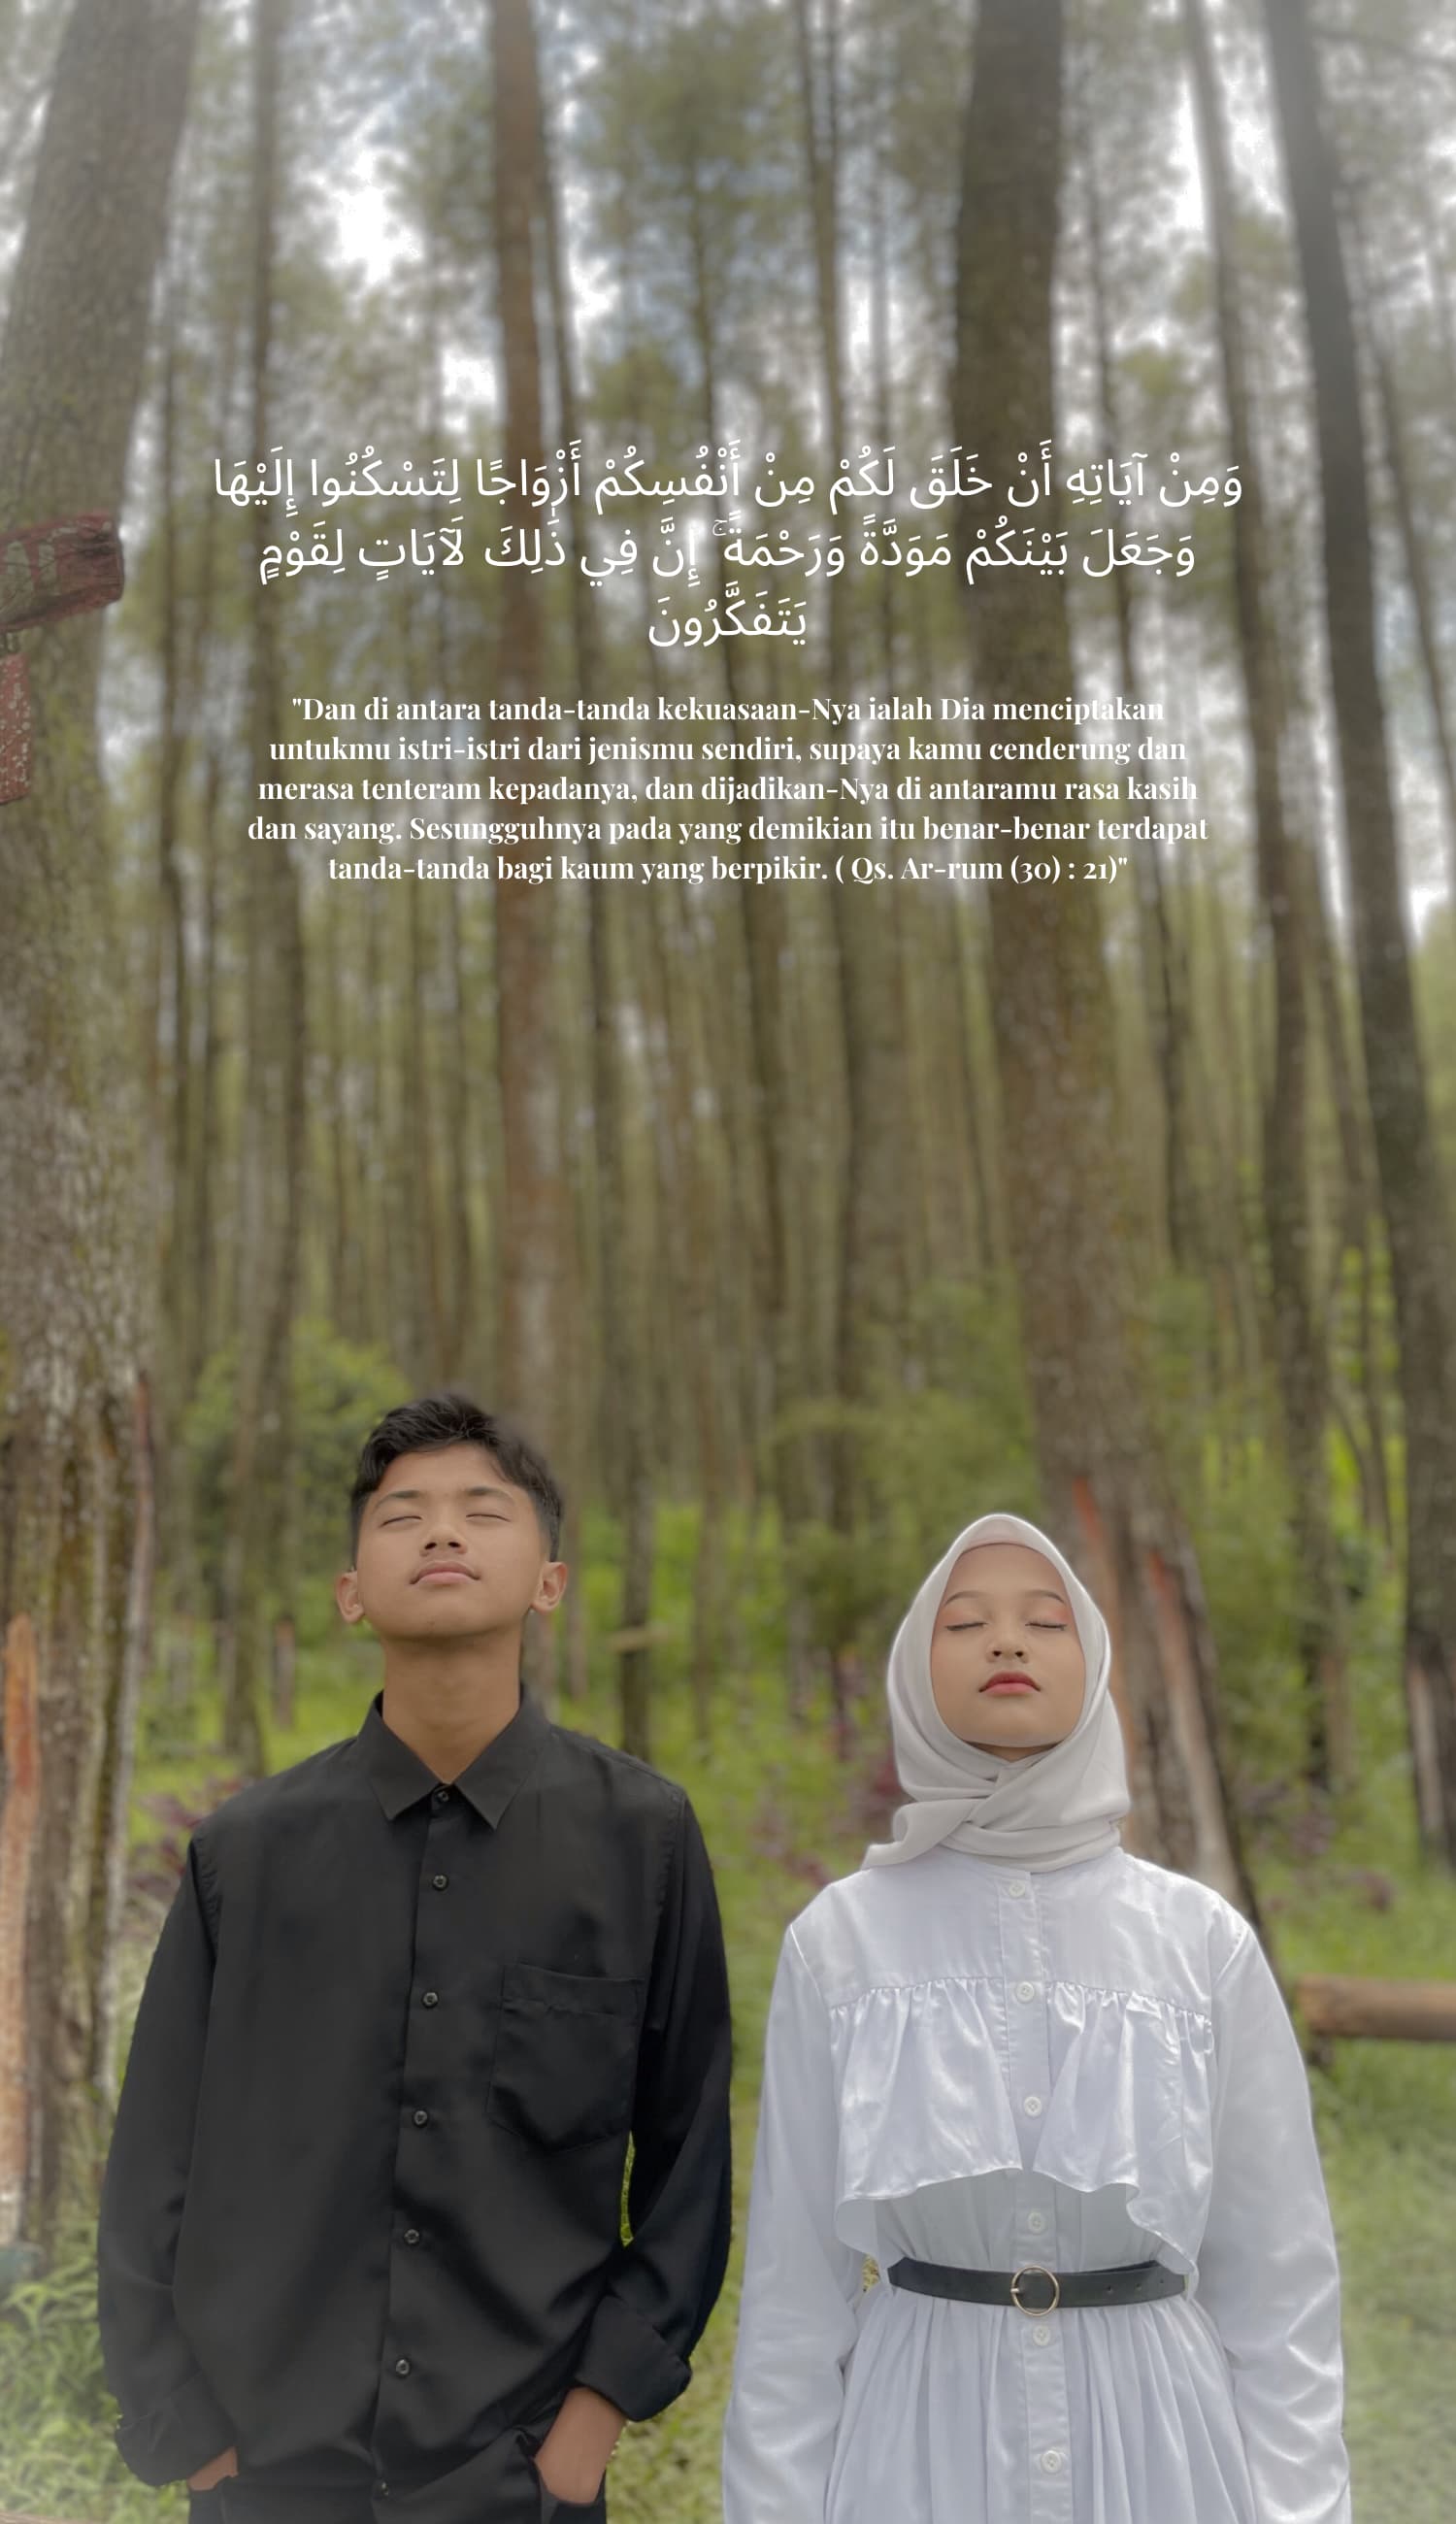 وَمِنْ آيَاتِهِ أَنْ خَلَقَ لَكُمْ مِنْ أَنْفُسِكُمْ أَزْوَاجًا لِتَسْكُنُوا إِلَيْهَا
وَجَعَلَ بَيْنَكُمْ مَوَدَّةً وَرَحْمَةً ۚ إِنَّ فِي ذَٰلِكَ لَآيَاتٍ لِقَوْمٍ
يَتَفَكَّرُونَ
"Dan di antara tanda-tanda kekuasaan-Nya ialah Dia menciptakan
untukmu istri-istri dari jenismu sendiri, supaya kamu cenderung dan
merasa tenteram kepadanya, dan dijadikan-Nya di antaramu rasa kasih
dan sayang. Sesungguhnya pada yang demikian itu benar-benar terdapat
tanda-tanda bagi kaum yang berpikir. ( Qs. Ar-rum (30) : 21)"